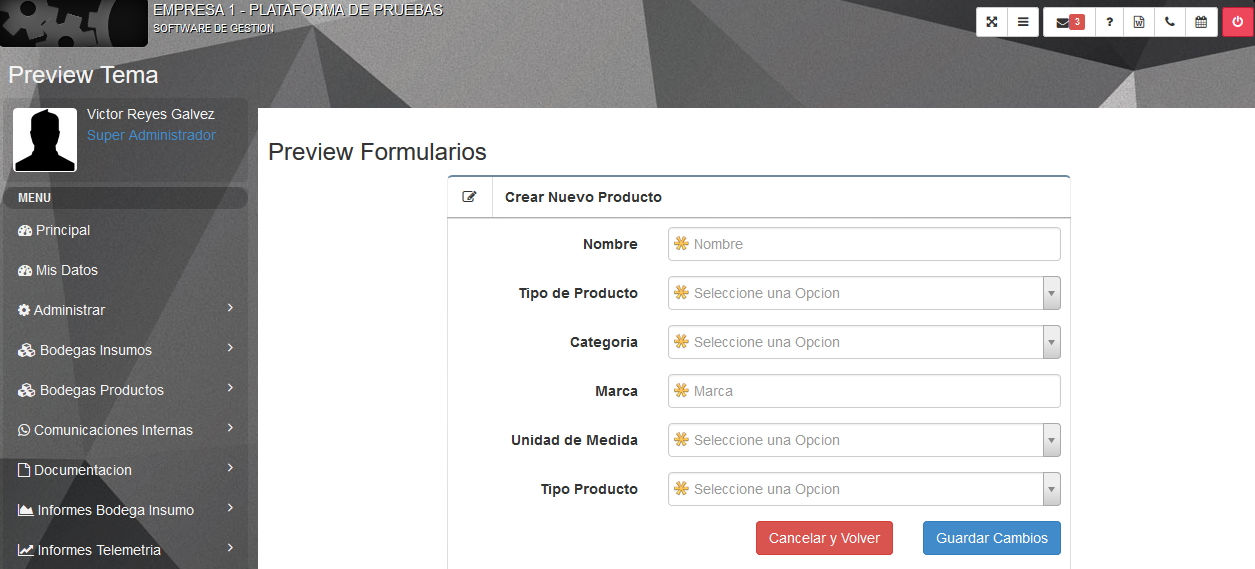 EMPRESA 1 - PLATAFORMA DE PRUEBAS
SOFTWARE DE GESTION
3
?
Preview Tema
Victor Reyes Galvez
Super Administrador
MENU
Principal
Mis Datos
Administrar
Bodegas Insumos
Bodegas Productos
Comunicaciones Internas
Documentacion
Informes Bodega Insumo
Informes Telemetria
Preview Formularios
Crear Nuevo Producto
Nombre Nombre
Tipo de Producto Seleccione una Opcion
Categoria Seleccione una Opcion
Marca Marca
Unidad de Medida Seleccione una Opcion
Tipo Producto Seleccione una Opcion
Cancelar y Volver Guardar Cambios